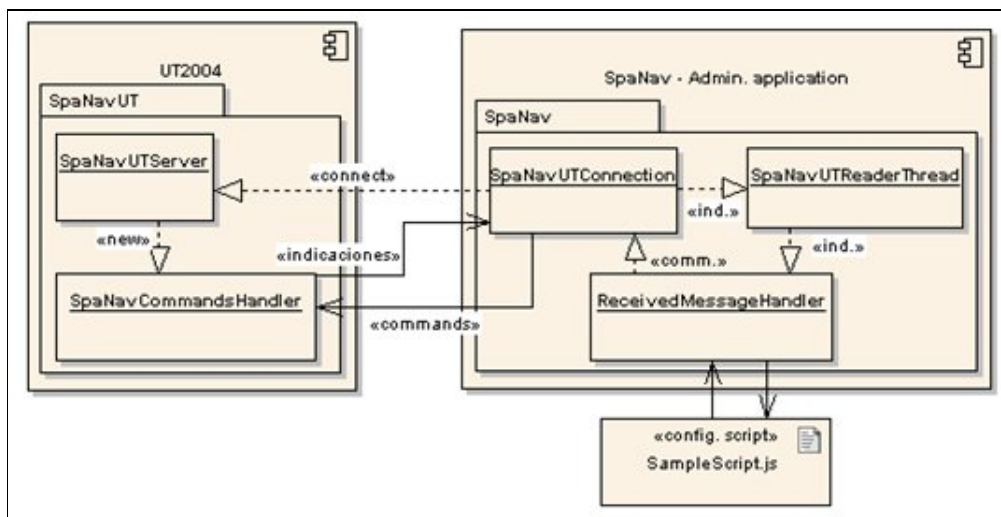 UT2004
SpaNavUT
SpaNavUTServer
«new»
SpaNavCommandsHandler
«connect»
«indicaciones»
«commands»
SpaNav - Admin. application
SpaNav
SpaNavUTConnection
SpaNavUTReaderThread
«ind.»
«ind.»
«comm.»
ReceivedMessageHandler
«config. script»
SampleScript.js